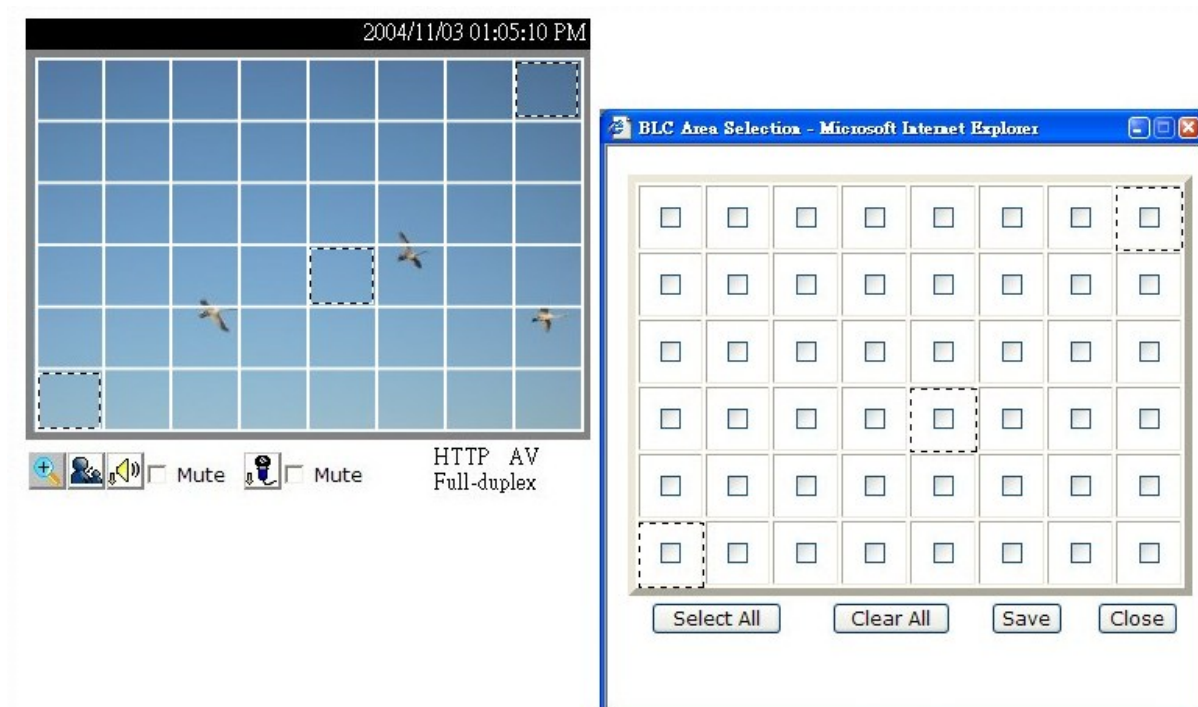 2004/11/03 01:05:10 PM
BLC Area Selection - Microsoft Internet Explorer
Mute
Mute
HTTP AV
Full-duplex
Select All
Clear All
Save
Close